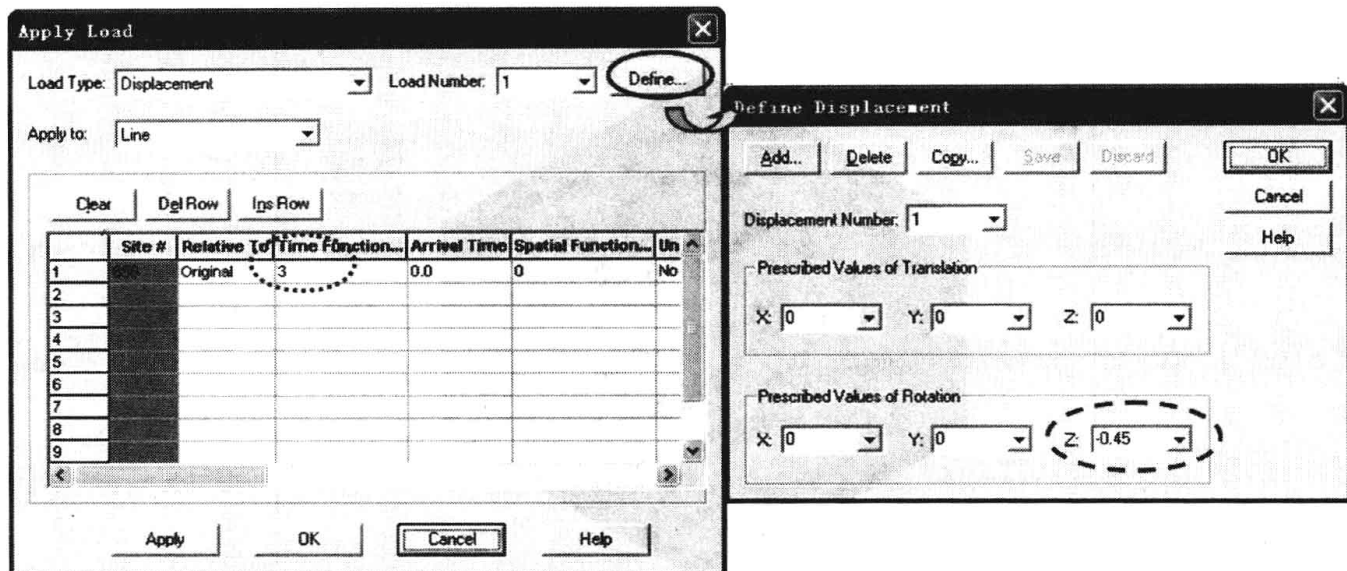 Apply Load
Load Type: Displacement Load Number: 1 Define...
Apply to: Line
Clear Del Row Ins Row
Site # Relative To Time Function... Arrival Time Spatial Function... Un
1 Original 3 0.0 0 No
2
3
4
5
6
7
8
9
Apply OK Cancel Help
Define Displacement
Add... Delete Copy... Save Discard OK
Cancel
Displacement Number: 1
Help
Prescribed Values of Translation
X: 0 Y: 0 Z: 0
Prescribed Values of Rotation
X: 0 Y: 0 Z: -0.45